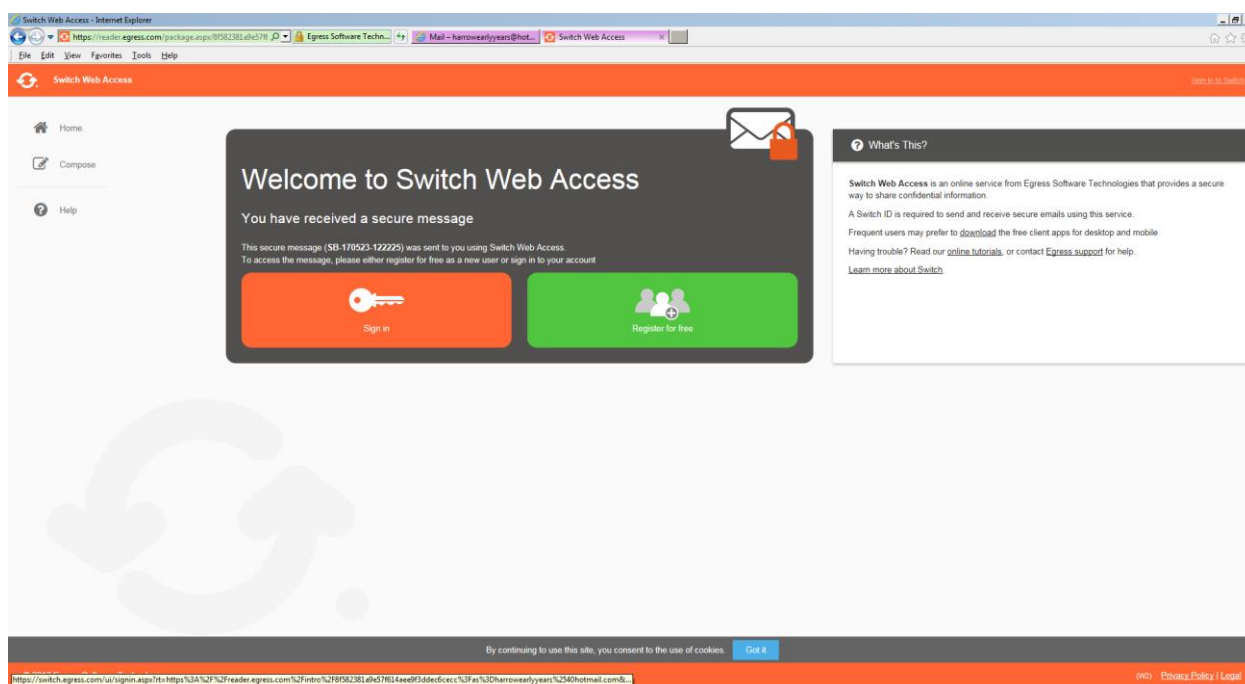 Switch Web Access - Internet Explorer
https://reader.egress.com/package.aspx/8f582381a9e57f6
Egress Software Techn...
Mail – harrowearlyyears@hot...
Switch Web Access
File Edit View Favorites Tools Help
Switch Web Access
Sign in to Switch
Home
Compose
Help
Welcome to Switch Web Access
You have received a secure message
This secure message (SB-170523-122225) was sent to you using Switch Web Access.
To access the message, please either register for free as a new user or sign in to your account
Sign in
Register for free
What's This?
Switch Web Access is an online service from Egress Software Technologies that provides a secure
way to share confidential information.
A Switch ID is required to send and receive secure emails using this service.
Frequent users may prefer to download the free client apps for desktop and mobile
Having trouble? Read our online tutorials, or contact Egress support for help.
Learn more about Switch.
By continuing to use this site, you consent to the use of cookies.
Got it
https://switch.egress.com/ui/signin.aspx?rt=https%3A%2F%2Freader.egress.com%2Fintro%2F8f582381a9e57f614aee9f3ddec6cecc%3Fas%3Dharrowearlyyears%2540hotmail.com&...
(W2) Privacy Policy | Legal